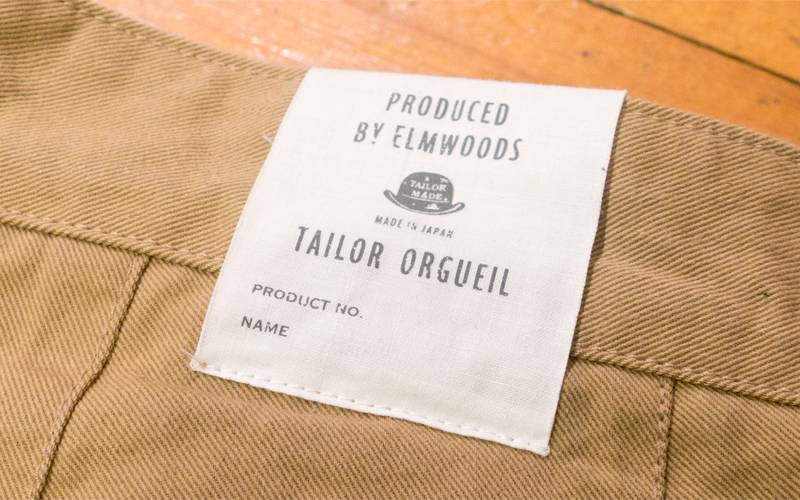 PRODUCED
BY ELMWOODS
TAILOR
MADE
MADE IN JAPAN
TAILOR ORGUEIL
PRODUCT NO.
NAME